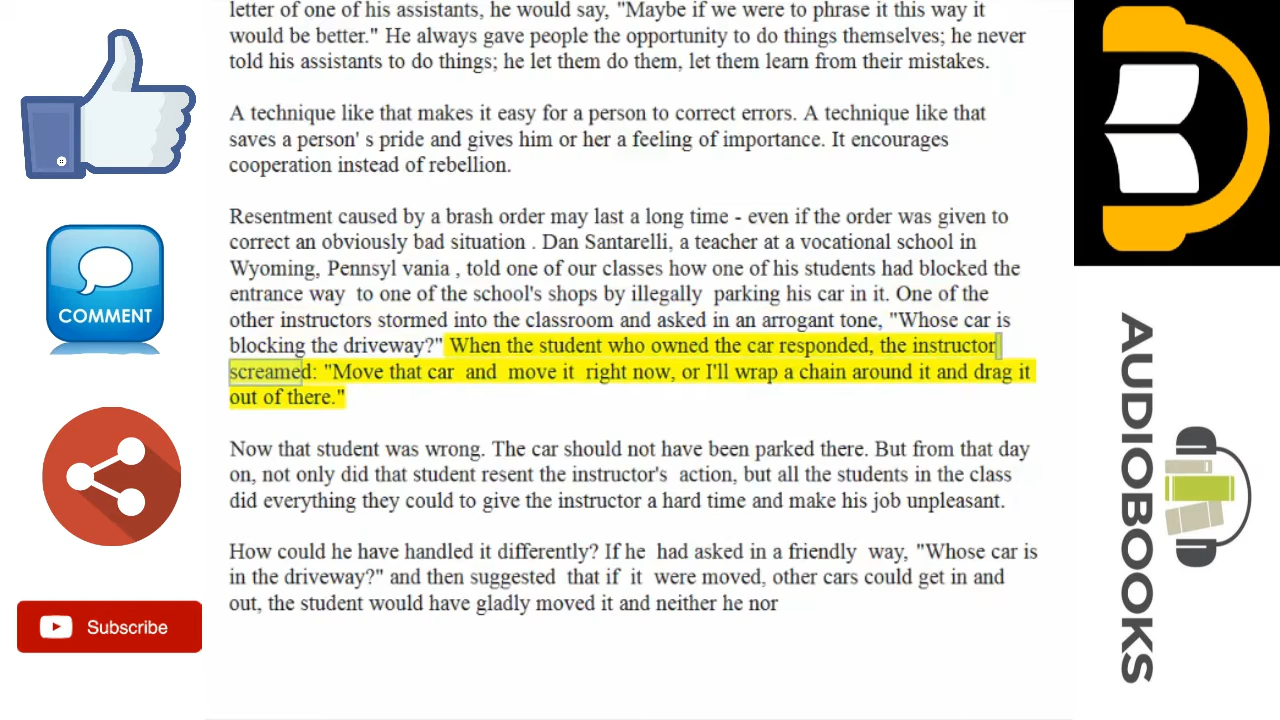 letter of one of his assistants, he would say, "Maybe if we were to phrase it this way it
would be better." He always gave people the opportunity to do things themselves; he never
told his assistants to do things; he let them do them, let them learn from their mistakes.
A technique like that makes it easy for a person to correct errors. A technique like that
saves a person' s pride and gives him or her a feeling of importance. It encourages
cooperation instead of rebellion.
Resentment caused by a brash order may last a long time - even if the order was given to
correct an obviously bad situation . Dan Santarelli, a teacher at a vocational school in
Wyoming, Pennsyl vania , told one of our classes how one of his students had blocked the
entrance way  to one of the school's shops by illegally  parking his car in it. One of the
other instructors stormed into the classroom and asked in an arrogant tone, "Whose car is
blocking the driveway?" When the student who owned the car responded, the instructor
screamed: "Move that car  and  move it  right now, or I'll wrap a chain around it and drag it
out of there."
Now that student was wrong. The car should not have been parked there. But from that day
on, not only did that student resent the instructor's  action, but all the students in the class
did everything they could to give the instructor a hard time and make his job unpleasant.
How could he have handled it differently? If he  had asked in a friendly  way, "Whose car is
in the driveway?" and then suggested  that if  it  were moved, other cars could get in and
out, the student would have gladly moved it and neither he nor
COMMENT
Subscribe
AUDIOBOOKS